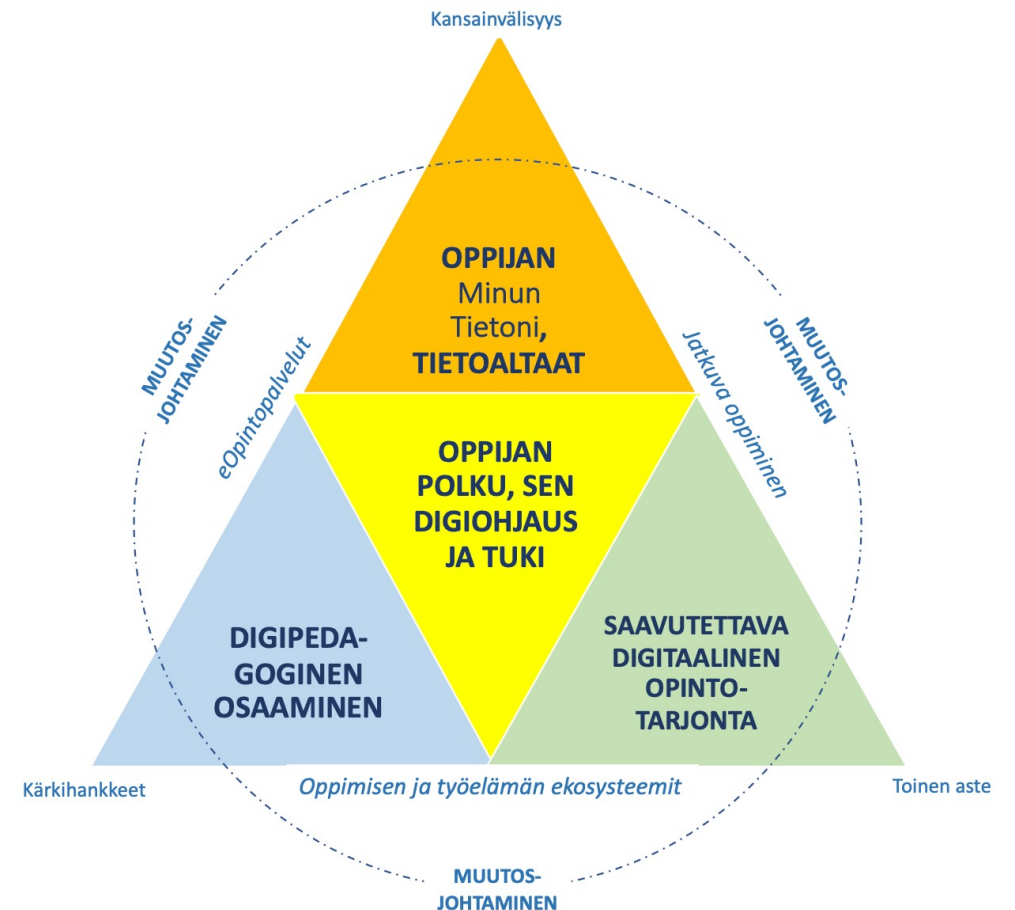 Kansainvälisyys
OPPIJAN
Minun
Tietoni,
TIETOALTAAT
MUUTOS-
JOHTAMINEN
eOpintopalvelut
Jatkuva oppiminen
MUUTOS-
JOHTAMINEN
OPPIJAN
POLKU, SEN
DIGIOHJAUS
JA TUKI
DIGIPEDA-
GOGINEN
OSAAMINEN
SAAVUTETTAVA
DIGITAALINEN
OPINTO-
TARJONTA
Kärkihankkeet
Oppimisen ja työelämän ekosysteemit
Toinen aste
MUUTOS-
JOHTAMINEN